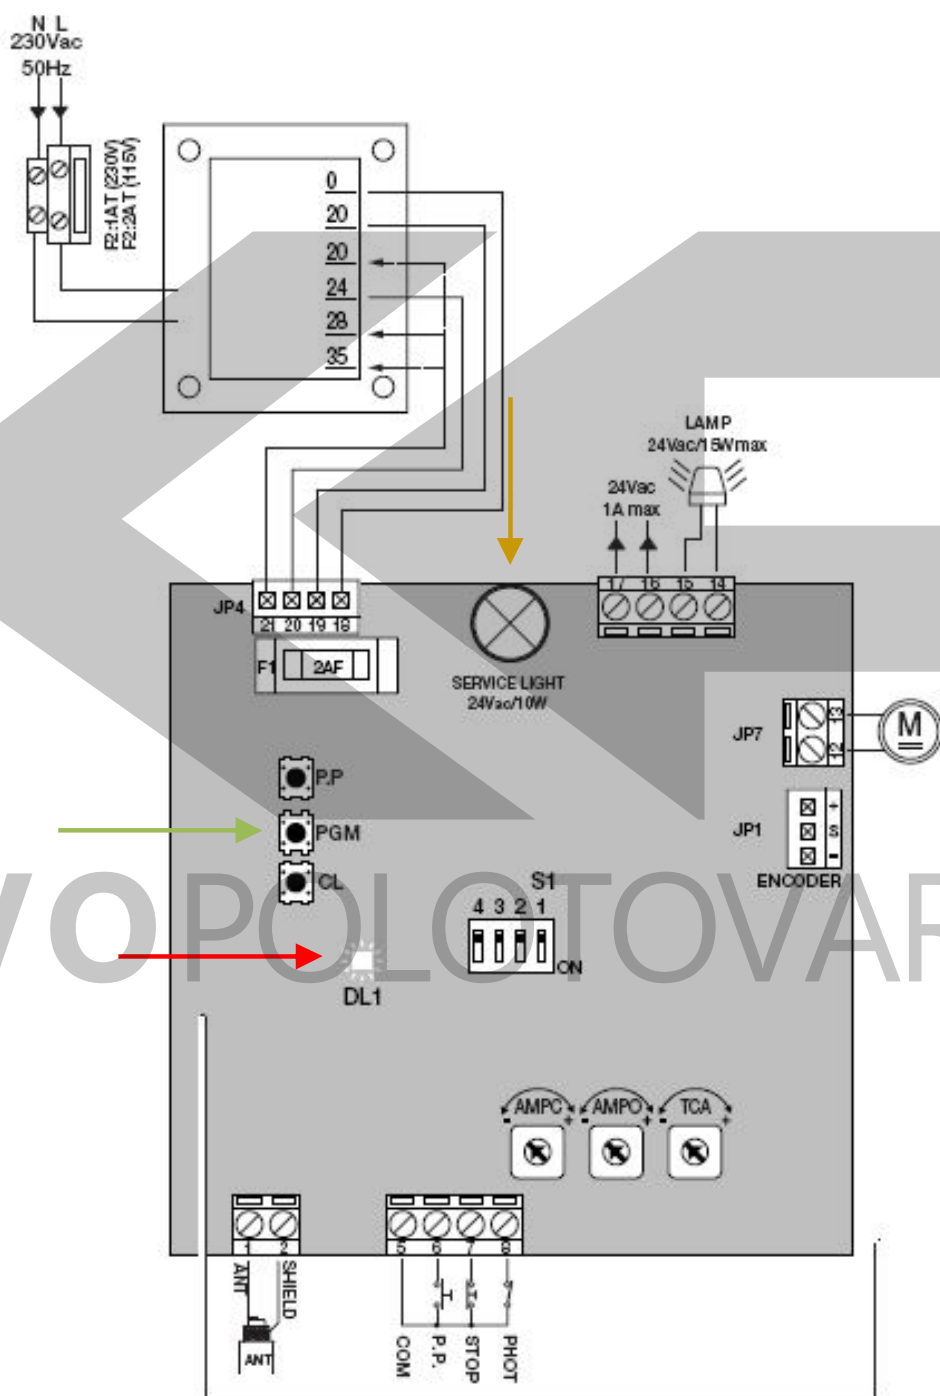 N L
230Vac
50Hz
F2:1AT (230V)
F2:2AT (115V)
0
20
20
24
28
35
LAMP
24Vac/15Wmax
24Vac
1A max
17 16 15 14
JP4
21 20 19 18
F1 2AF
SERVICE LIGHT
24Vac/10W
JP7
13
12
M
P.P
PGM
CL
JP1
+
S
-
ENCODER
S1
4 3 2 1
ON
DL1
VOPOLOTOVAR
AMPC AMPO TCA
- + - + - +
1 2
5 6 7 8
ANT
SHIELD
ANT
COM
P.P.
STOP
PHOT